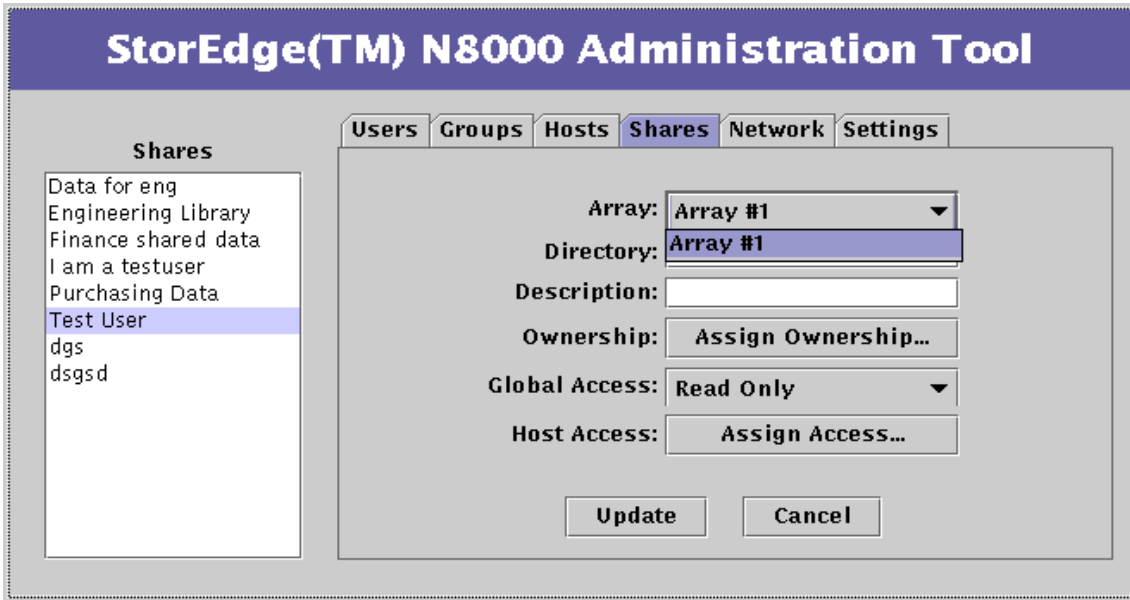 StorEdge(TM) N8000 Administration Tool
Users Groups Hosts Shares Network Settings
Shares
Data for eng
Engineering Library
Finance shared data
I am a testuser
Purchasing Data
Test User
dgs
dsgsd
Array: Array #1
Array #1
Directory:
Description:
Ownership: Assign Ownership...
Global Access: Read Only
Host Access: Assign Access...
Update Cancel